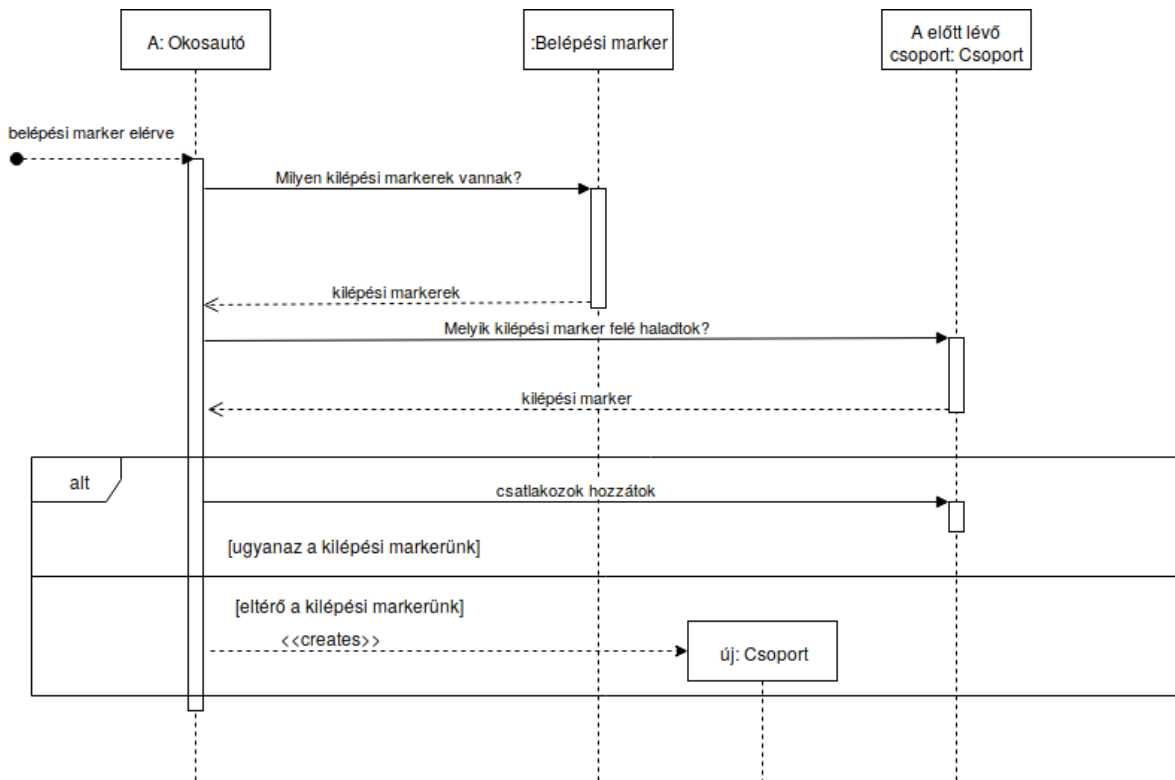 A: Okosautó
:Belépési marker
A előtt lévő
csoport: Csoport
belépési marker elérve
Milyen kilépési markerek vannak?
kilépési markerek
Melyik kilépési marker felé haladtok?
kilépési marker
alt
csatlakozok hozzátok
[ugyanaz a kilépési markerünk]
[eltérő a kilépési markerünk]
<<creates>>
új: Csoport